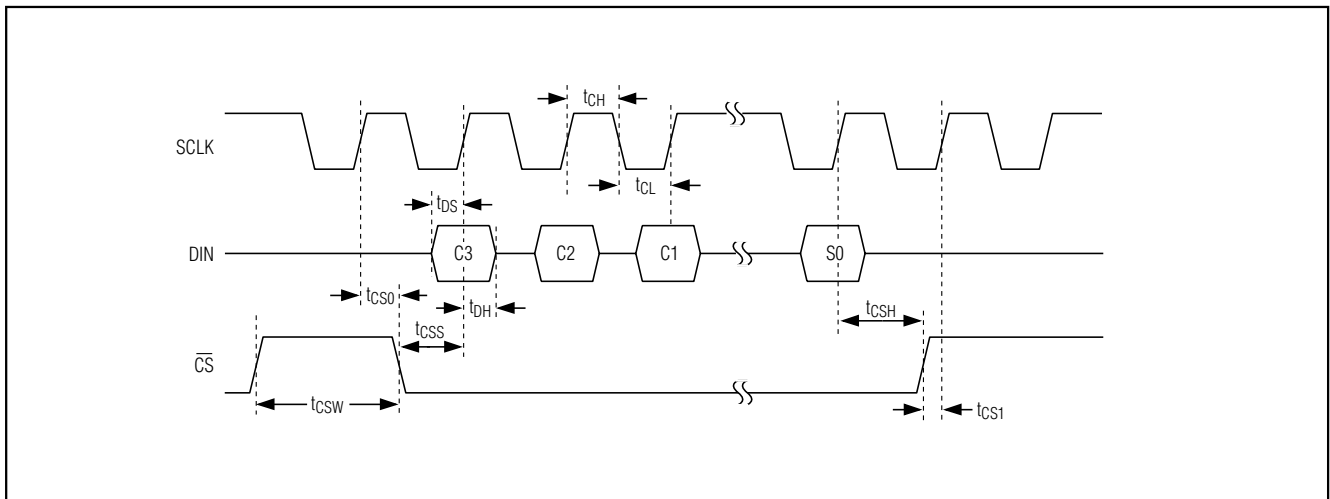 tCH
SCLK
tCL
tDS
DIN
C3
C2
C1
S0
tCS0
tDH
tCSH
tCSS
CS
tCSW
tCS1